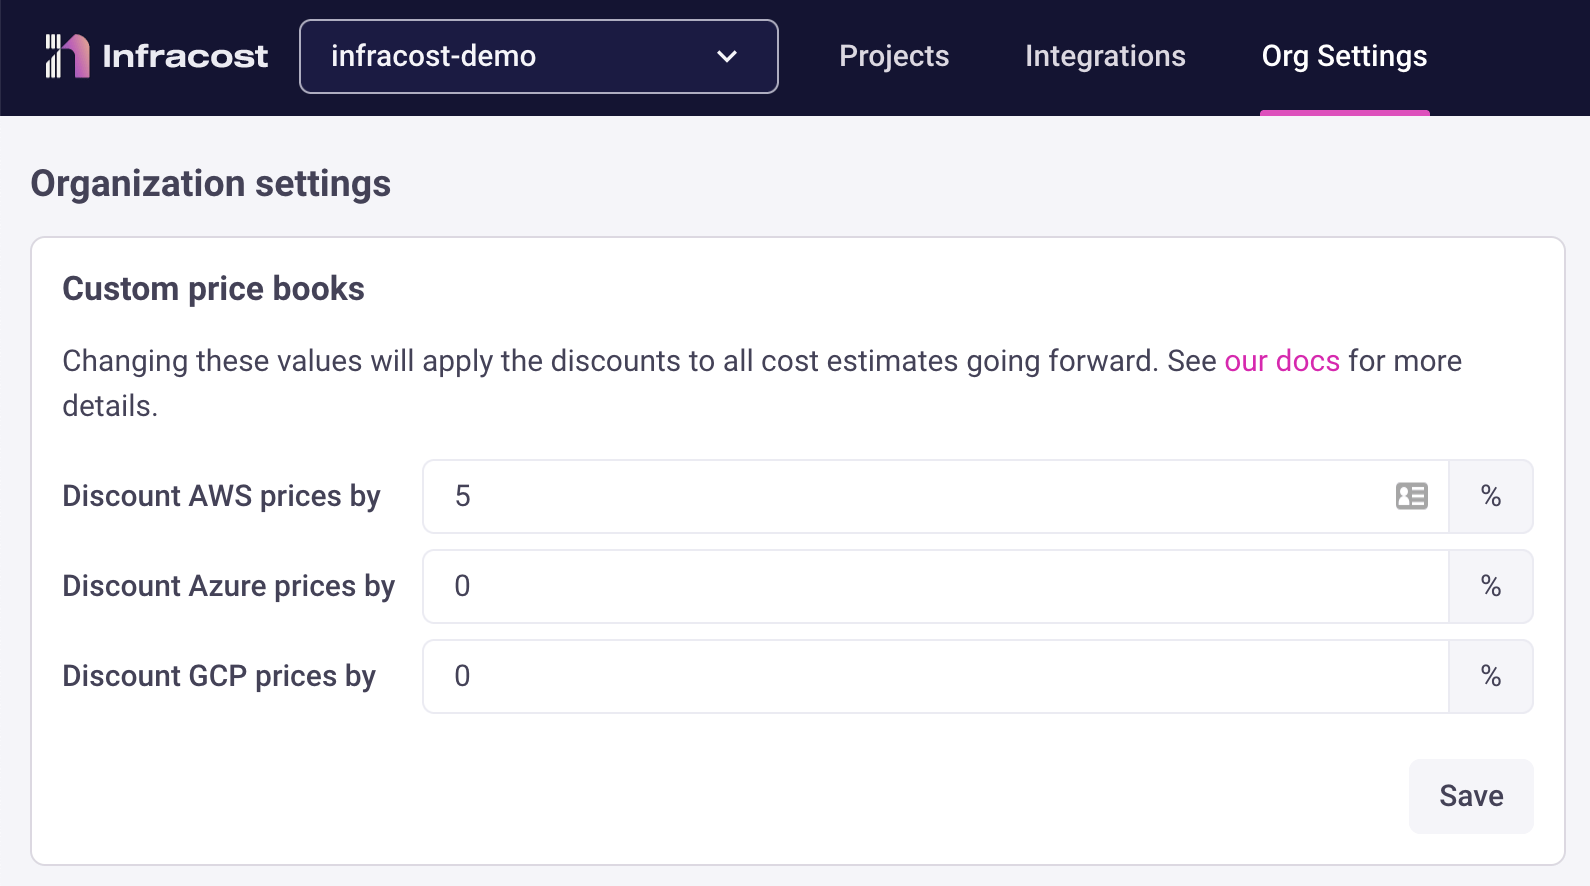 Infracost
infracost-demo
Projects
Integrations
Org Settings
Organization settings
Custom price books
Changing these values will apply the discounts to all cost estimates going forward. See our docs for more
details.
Discount AWS prices by
5
%
Discount Azure prices by
0
%
Discount GCP prices by
0
%
Save